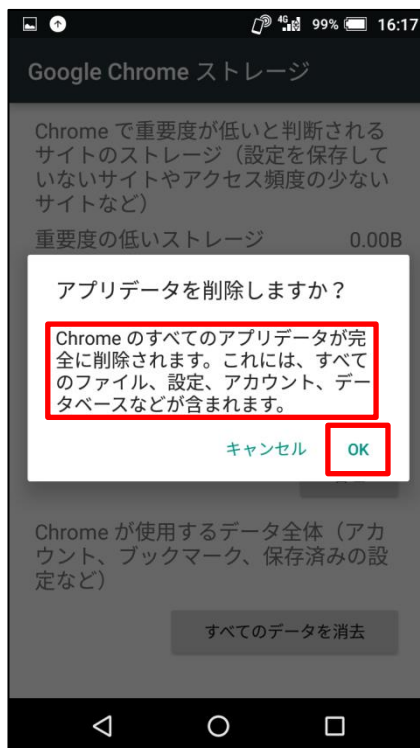 4G 99% 16:17
Google Chrome ストレージ
Chrome で重要度が低いと判断される
サイトのストレージ（設定を保存して
いないサイトやアクセス頻度の少ない
サイトなど）
重要度の低いストレージ 0.00B
アプリデータを削除しますか？
Chrome のすべてのアプリデータが完
全に削除されます。これには、すべて
のファイル、設定、アカウント、デー
タベースなどが含まれます。
キャンセル OK
Chrome が使用するデータ全体（アカ
ウント、ブックマーク、保存済みの設
定など）
すべてのデータを消去